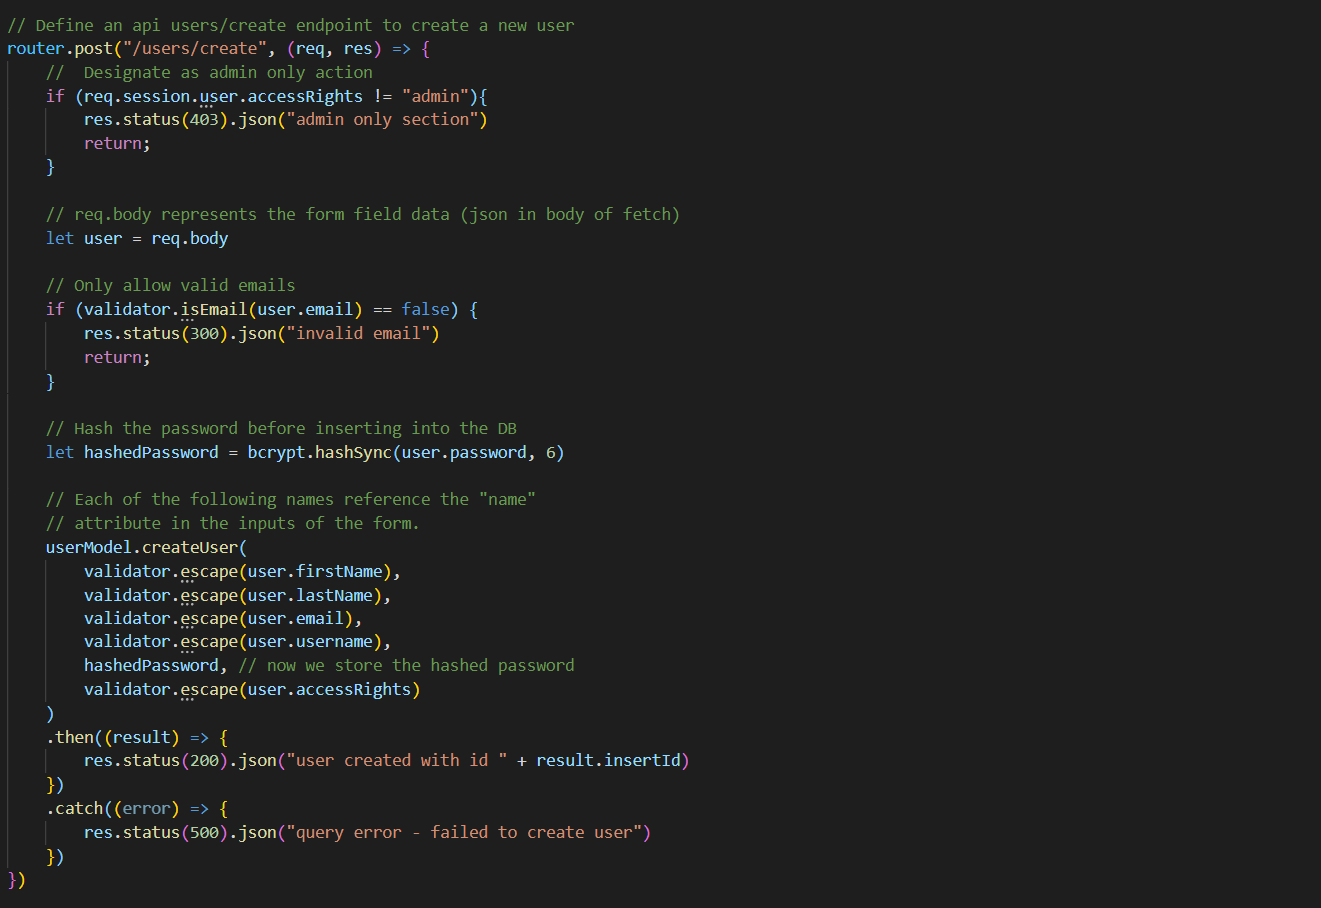 // Define an api users/create endpoint to create a new user
router.post("/users/create", (req, res) => {
    //  Designate as admin only action
    if (req.session.user.accessRights != "admin"){
        res.status(403).json("admin only section")
        return;
    }

    // req.body represents the form field data (json in body of fetch)
    let user = req.body

    // Only allow valid emails
    if (validator.isEmail(user.email) == false) {
        res.status(300).json("invalid email")
        return;
    }

    // Hash the password before inserting into the DB
    let hashedPassword = bcrypt.hashSync(user.password, 6)

    // Each of the following names reference the "name"
    // attribute in the inputs of the form.
    userModel.createUser(
        validator.escape(user.firstName),
        validator.escape(user.lastName),
        validator.escape(user.email),
        validator.escape(user.username),
        hashedPassword, // now we store the hashed password
        validator.escape(user.accessRights)
    )
    .then((result) => {
        res.status(200).json("user created with id " + result.insertId)
    })
    .catch((error) => {
        res.status(500).json("query error - failed to create user")
    })
})